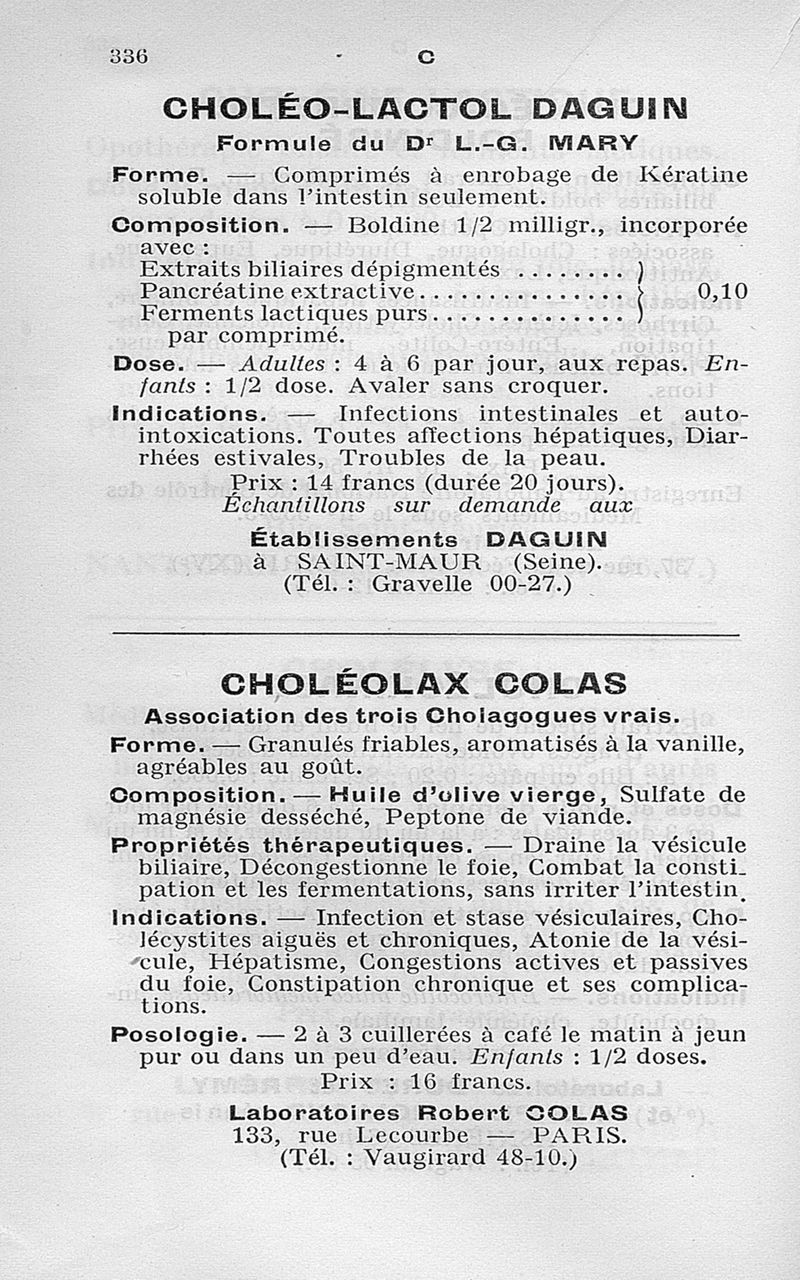 336 - C
CHOLÉO-LACTOL DAGUIN
Formule du Dr L.-G. MARY
Forme. — Comprimés à enrobage de Kératine
soluble dans l'intestin seulement.
Composition. — Boldine 1/2 milligr., incorporée
avec :
Extraits biliaires dépigmentés . . . . . . . . )
Pancréatine extractive. . . . . . . . . . . . . . . { 0,10
Ferments lactiques purs . . . . . . . . . . . . . . )
par comprimé.
Dose. — Adultes : 4 à 6 par jour, aux repas. En-
fants : 1/2 dose. Avaler sans croquer.
Indications. — Infections intestinales et auto-
intoxications. Toutes affections hépatiques, Diar-
rhées estivales, Troubles de la peau.
Prix : 14 francs (durée 20 jours).
Échantillons sur demande aux
Établissements DAGUIN
à SAINT-MAUR (Seine).
(Tél. : Gravelle 00-27.)
CHOLÉOLAX COLAS
Association des trois Cholagogues vrais.
Forme. — Granulés friables, aromatisés à la vanille,
agréables au goût.
Composition. — Huile d'olive vierge, Sulfate de
magnésie desséché, Peptone de viande.
Propriétés thérapeutiques. — Draine la vésicule
biliaire, Décongestionne le foie, Combat la consti-
pation et les fermentations, sans irriter l'intestin.
Indications. — Infection et stase vésiculaires, Cho-
lécystites aiguës et chroniques, Atonie de la vési-
cule, Hépatisme, Congestions actives et passives
du foie, Constipation chronique et ses complica-
tions.
Posologie. — 2 à 3 cuillerées à café le matin à jeun
pur ou dans un peu d'eau. Enfants : 1/2 doses.
Prix : 16 francs.
Laboratoires Robert COLAS
133, rue Lecourbe — PARIS.
(Tél. : Vaugirard 48-10.)